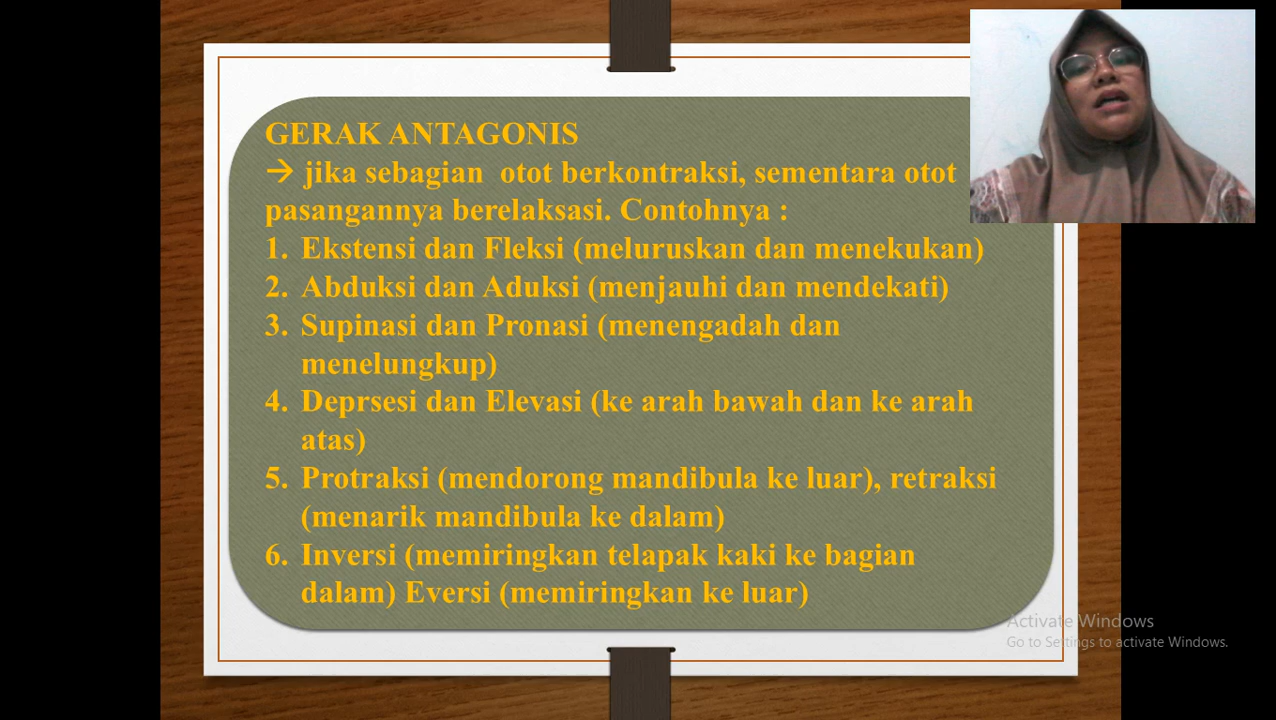 GERAK ANTAGONIS
→ jika sebagian otot berkontraksi, sementara otot
pasangannya berelaksasi. Contohnya :
1. Ekstensi dan Fleksi (meluruskan dan menekukan)
2. Abduksi dan Aduksi (menjauhi dan mendekati)
3. Supinasi dan Pronasi (menengadah dan
menelungkup)
4. Deprsesi dan Elevasi (ke arah bawah dan ke arah
atas)
5. Protraksi (mendorong mandibula ke luar), retraksi
(menarik mandibula ke dalam)
6. Inversi (memiringkan telapak kaki ke bagian
dalam) Eversi (memiringkan ke luar)
Activate Windows
Go to Settings to activate Windows.